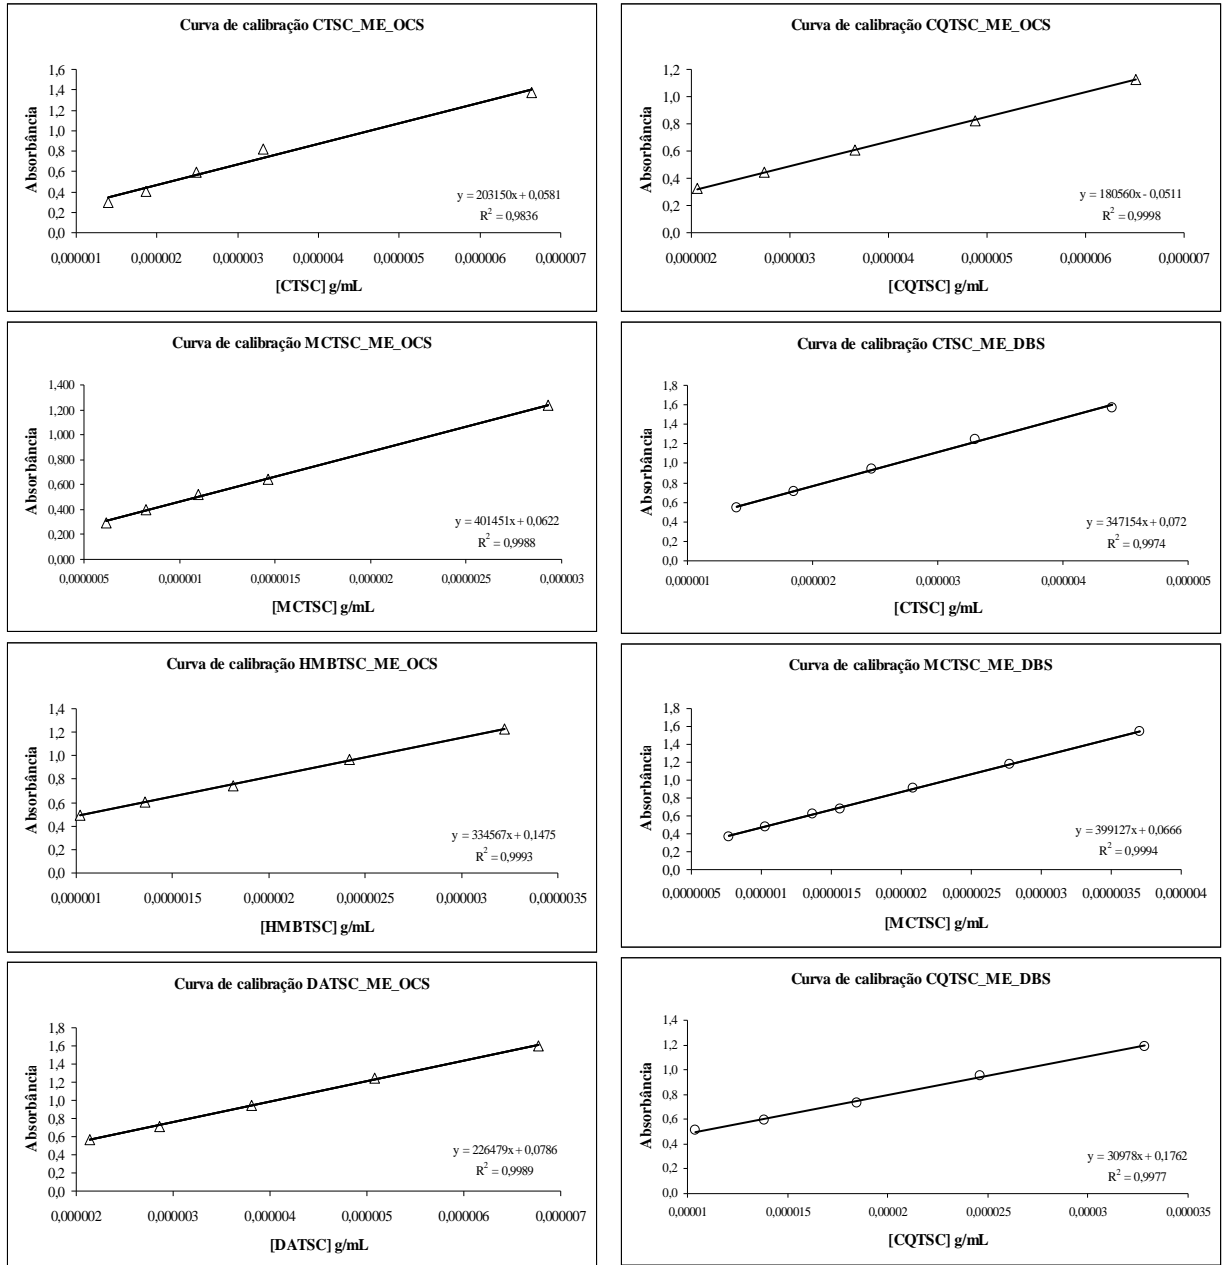 Curva de calibração CTSC_ME_OCS
1,6
1,4
1,2
1,0
0,8
0,6
0,4
0,2
0,0
Absorbância
y = 203150x + 0,0581
R² = 0,9836
0,000001 0,000002 0,000003 0,000004 0,000005 0,000006 0,000007
[CTSC] g/mL
Curva de calibração CQTSC_ME_OCS
1,2
1,0
0,8
0,6
0,4
0,2
0,0
Absorbância
y = 180560x - 0,0511
R² = 0,9998
0,000002 0,000003 0,000004 0,000005 0,000006 0,000007
[CQTSC] g/mL
Curva de calibração MCTSC_ME_OCS
1,400
1,200
1,000
0,800
0,600
0,400
0,200
0,000
Absorbância
y = 401451x + 0,0622
R² = 0,9988
0,0000005 0,000001 0,0000015 0,000002 0,0000025 0,000003
[MCTSC] g/mL
Curva de calibração CTSC_ME_DBS
1,8
1,6
1,4
1,2
1,0
0,8
0,6
0,4
0,2
0,0
Absorbância
y = 347154x + 0,072
R² = 0,9974
0,000001 0,000002 0,000003 0,000004 0,000005
[CTSC] g/mL
Curva de calibração HMBTSC_ME_OCS
1,4
1,2
1,0
0,8
0,6
0,4
0,2
0,0
Absorbância
y = 334567x + 0,1475
R² = 0,9993
0,000001 0,0000015 0,000002 0,0000025 0,000003 0,0000035
[HMBTSC] g/mL
Curva de calibração MCTSC_ME_DBS
1,8
1,6
1,4
1,2
1,0
0,8
0,6
0,4
0,2
0,0
Absorbância
y = 399127x + 0,0666
R² = 0,9994
0,0000005 0,000001 0,0000015 0,000002 0,0000025 0,000003 0,0000035 0,000004
[MCTSC] g/mL
Curva de calibração DATSC_ME_OCS
1,8
1,6
1,4
1,2
1,0
0,8
0,6
0,4
0,2
0,0
Absorbância
y = 226479x + 0,0786
R² = 0,9989
0,000002 0,000003 0,000004 0,000005 0,000006 0,000007
[DATSC] g/mL
Curva de calibração CQTSC_ME_DBS
1,4
1,2
1,0
0,8
0,6
0,4
0,2
0,0
Absorbância
y = 30978x + 0,1762
R² = 0,9977
0,00001 0,000015 0,00002 0,000025 0,00003 0,000035
[CQTSC] g/mL